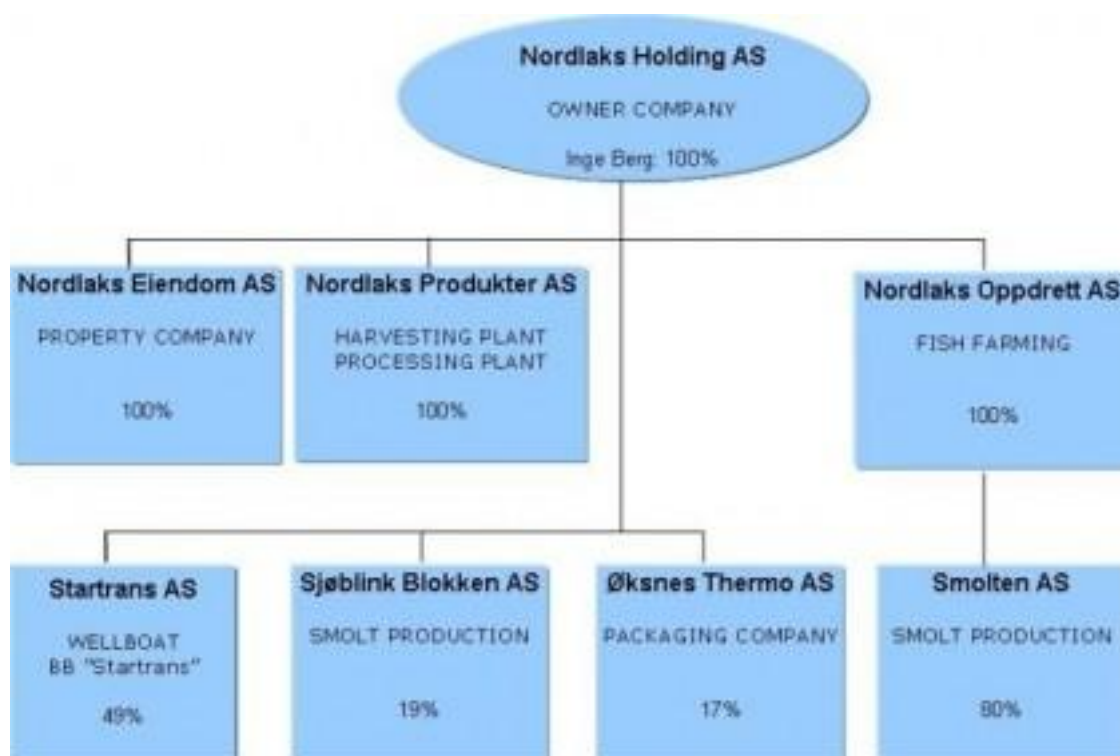 Nordlaks Holding AS
OWNER COMPANY
Inge Berg: 100%
Nordlaks Eiendom AS
PROPERTY COMPANY
100%
Nordlaks Produkter AS
HARVESTING PLANT
PROCESSING PLANT
100%
Nordlaks Oppdrett AS
FISH FARMING
100%
Startrans AS
WELLBOAT
BB "Startrans"
49%
Sjøblink Blokken AS
SMOLT PRODUCTION
19%
Øksnes Thermo AS
PACKAGING COMPANY
17%
Smolten AS
SMOLT PRODUCTION
80%